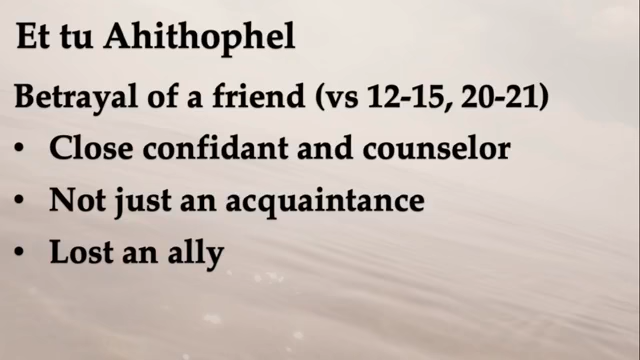 Et tu Ahithophel
Betrayal of a friend (vs 12-15, 20-21)
• Close confidant and counselor
• Not just an acquaintance
• Lost an ally